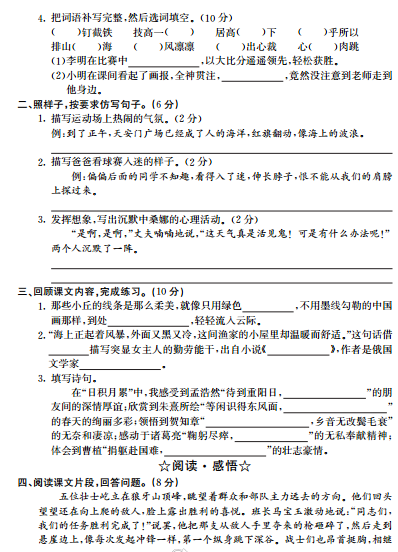 4. 把词语补写完整,然后选词填空。(10分)
(　　)钉截铁　技高一(　　)　居高(　　)下　(　　)乎所以
排山(　　)海　(　　)风凛凛　(　　)出心裁　心(　　)肉跳
(1)李明在比赛中____________,以大比分遥遥领先,轻松获胜。
(2)小明在课间看起了画报,全神贯注,____________,竟然没注意到老师走到
他身边。
二、照样子,按要求仿写句子。(6分)
1. 描写运动场上热闹的气氛。(2分)
例:到了正午,天安门广场已经成了人的海洋,红旗翻动,像海上的波浪。
2. 描写爸爸看球赛入迷的样子。(2分)
例:偏偏后面的同学不知趣,看得入了迷,伸长脖子,恨不能从我们的肩膀
上探过来。
3. 发挥想象,写出沉默中桑娜的心理活动。(2分)
“是啊,是啊,”丈夫喃喃地说,“这天气真是活见鬼!可是有什么办法呢!”
两个人沉默了一阵。
三、回顾课文内容,完成练习。(10分)
1. 那些小丘的线条是那么柔美,就像只用绿色____________,不用墨线勾勒的中国
画那样,到处____________,轻轻流入云际。
2. “海上正起着风暴,外面又黑又冷,这间渔家的小屋里却温暖而舒适。”这句话借
________描写突显女主人的勤劳能干,出自小说《____________》,作者是俄国
文学家________。
3. 填写诗句。
在“日积月累”中,我感受到孟浩然“待到重阳日,____________”的朋
友间的深情厚谊;欣赏到朱熹所绘“等闲识得东风面,____________”
的春天的绚丽多彩;领悟到贺知章“____________,乡音无改鬓毛衰”
的无奈和凄凉;感动于诸葛亮“鞠躬尽瘁,____________”的无私奉献精神;
体会到曹植“捐躯赴国难,____________”的壮志豪情。
☆阅读·感悟☆
四、阅读课文片段,回答问题。(8分)
五位壮士屹立在狼牙山顶峰,眺望着群众和部队主力远去的方向。他们回头
望望还在向上爬的敌人,脸上露出胜利的喜悦。班长马宝玉激动地说:“同志们,
我们的任务胜利完成了!”说罢,他把那支从敌人手里夺来的枪砸碎了,然后走到
悬崖边上,像每次发起冲锋一样,第一个纵身跳下深谷。战士们也昂首挺胸,相继